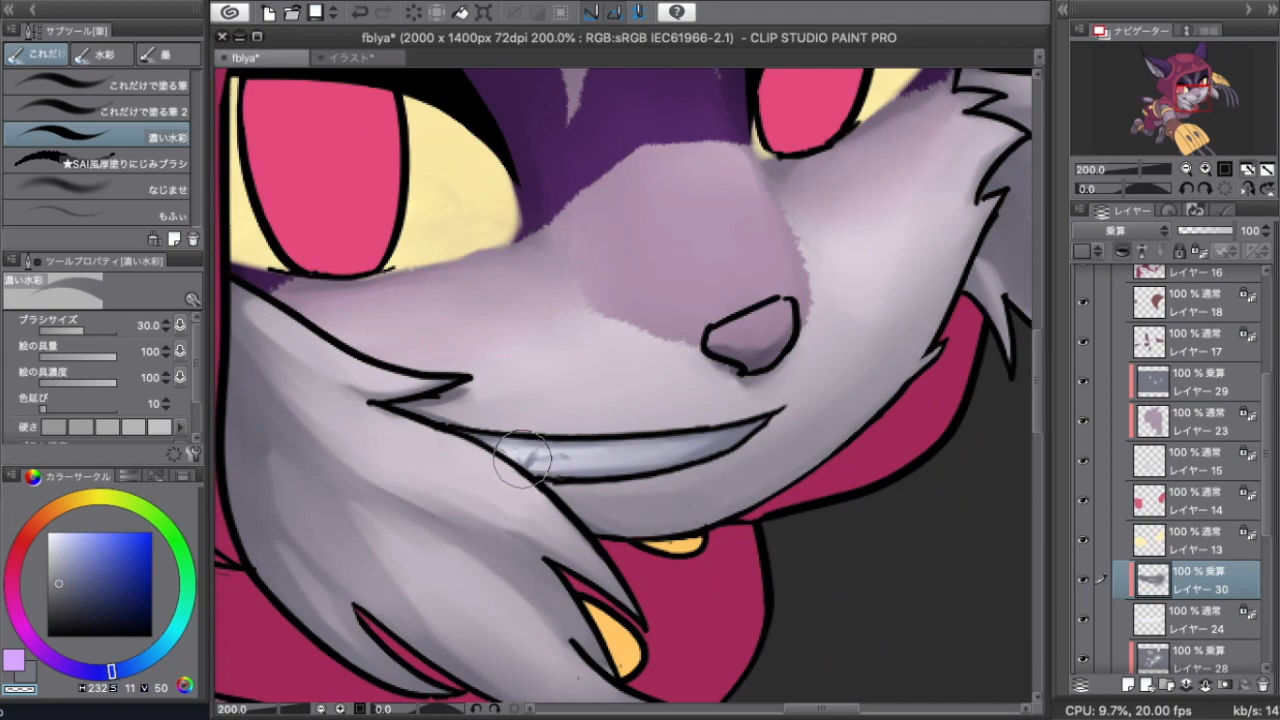 サブツール[筆]
これだけ
水彩
墨
これだけで塗る筆
これだけで塗る筆 2
濃い水彩
★SAI風厚塗りにじみブラシ
なじませ
もふぃ
ツールプロパティ[濃い水彩]
濃い水彩
ブラシサイズ 30.0
絵の具量 100
絵の具濃度 100
色延び 10
硬さ
カラーサークル
H 232 S 11 V 50
fblya* (2000 x 1400px 72dpi 200.0% : RGB:sRGB IEC61966-2.1) - CLIP STUDIO PAINT PRO
fblya*
イラスト*
200.0
0.0
ナビゲーター
情報
200.0
0.0
レイヤー
乗算 100
レイヤー 16
100 % 通常
レイヤー 18
100 % 通常
レイヤー 17
100 % 乗算
レイヤー 29
100 % 乗算
レイヤー 23
100 % 通常
レイヤー 15
100 % 通常
レイヤー 14
100 % 通常
レイヤー 13
100 % 乗算
レイヤー 30
100 % 通常
レイヤー 24
100 % 乗算
レイヤー 28
CPU: 9.7%, 20.00 fps
kb/s: 14